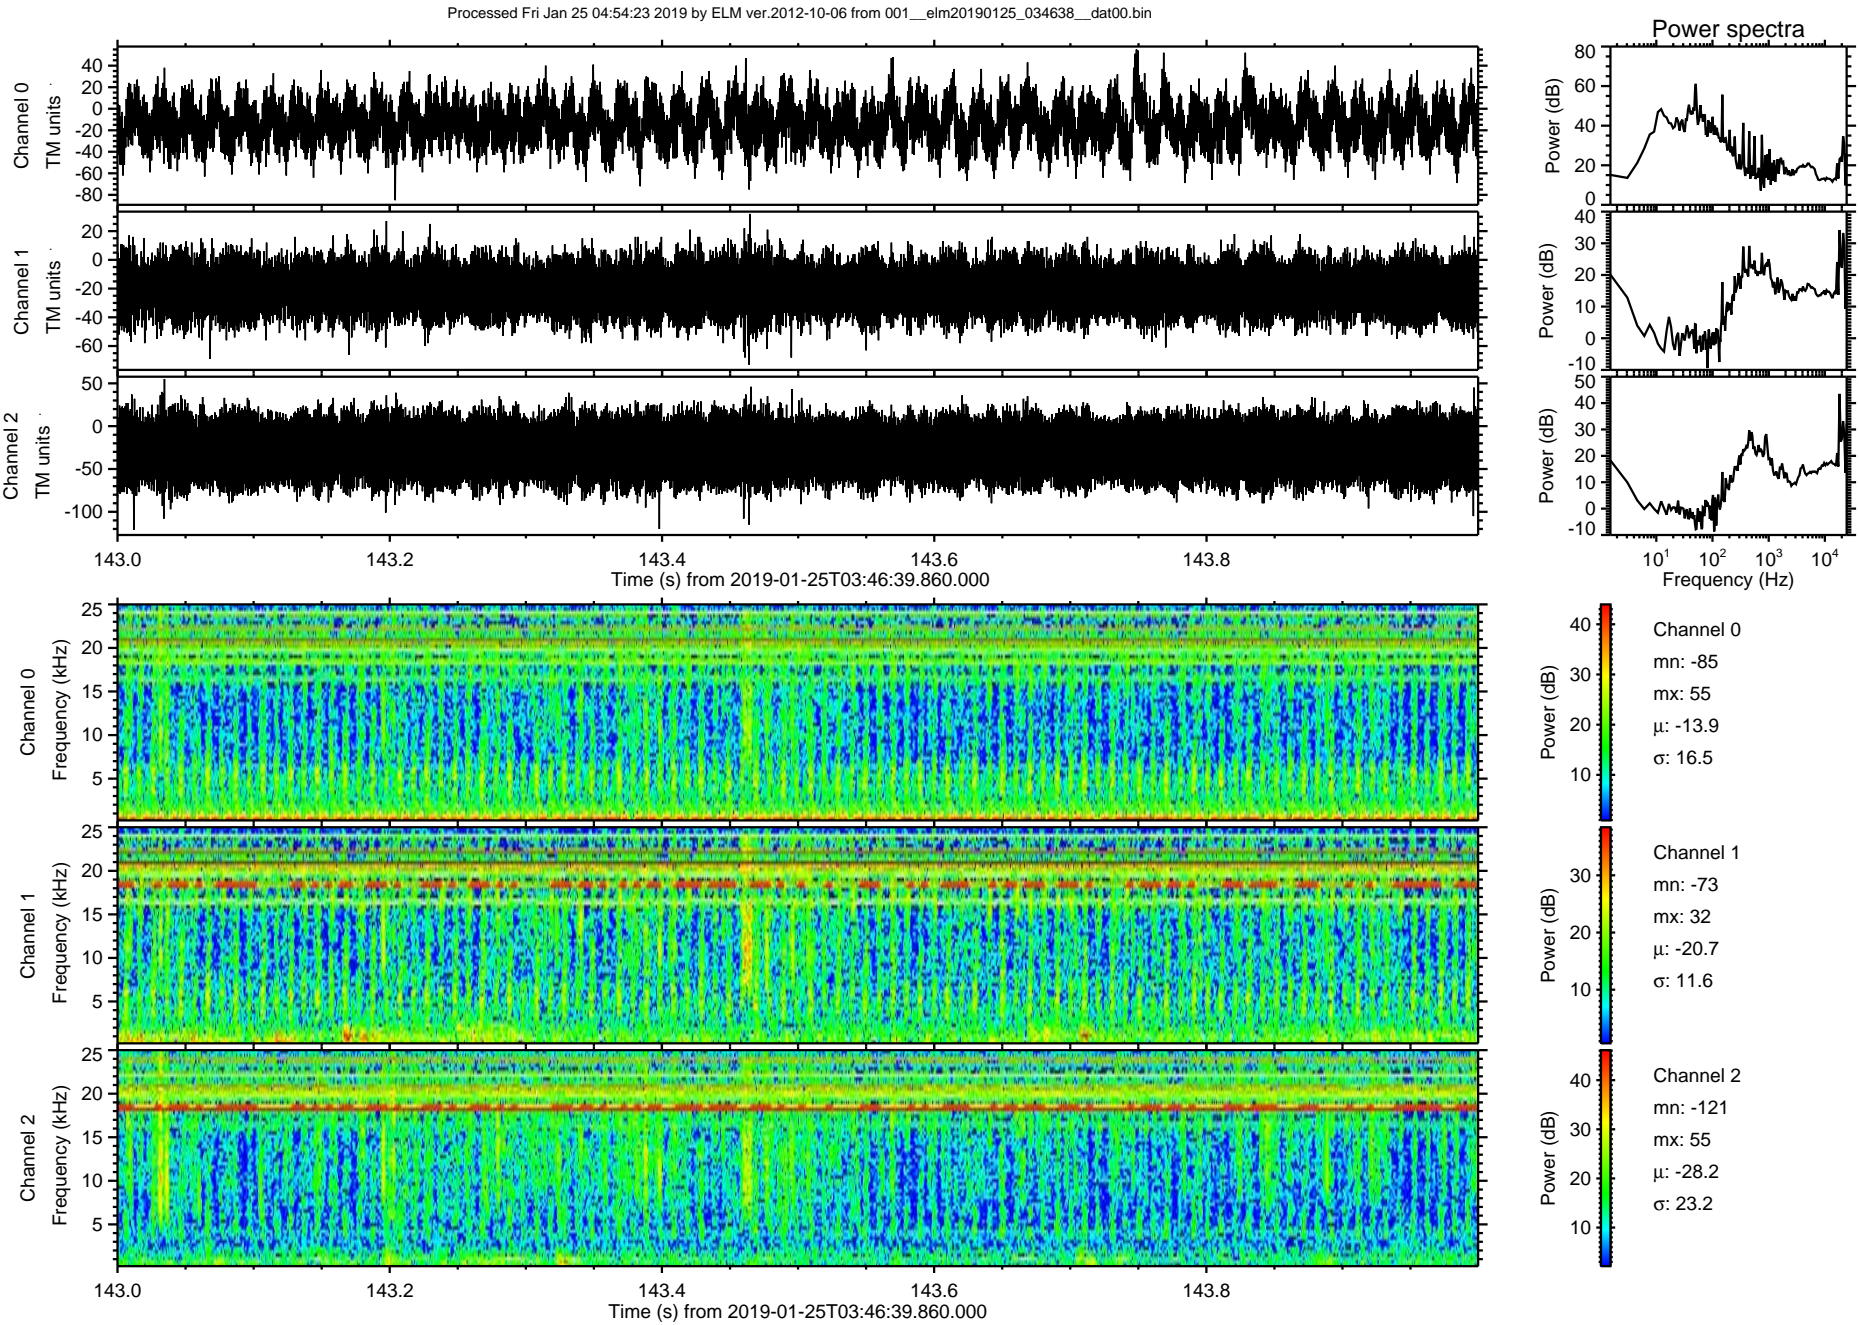 Processed Fri Jan 25 04:54:23 2019 by ELM ver.2012-10-06 from 001__elm20190125_034638__dat00.bin
Power spectra
Channel 0
TM units
40
20
0
-20
-40
-60
-80
Power (dB)
80
60
40
20
0
Channel 1
TM units
20
0
-20
-40
-60
Power (dB)
40
30
20
10
0
-10
Channel 2
TM units
50
0
-50
-100
Power (dB)
50
40
30
20
10
0
-10
143.0 143.2 143.4 143.6 143.8
Time (s) from 2019-01-25T03:46:39.860.000
10¹ 10² 10³ 10⁴
Frequency (Hz)
Channel 0
Frequency (kHz)
25
20
15
10
5
Power (dB)
40
30
20
10
Channel 0
mn: -85
mx: 55
μ: -13.9
σ: 16.5
Channel 1
Frequency (kHz)
25
20
15
10
5
Power (dB)
30
20
10
Channel 1
mn: -73
mx: 32
μ: -20.7
σ: 11.6
Channel 2
Frequency (kHz)
25
20
15
10
5
Power (dB)
40
30
20
10
Channel 2
mn: -121
mx: 55
μ: -28.2
σ: 23.2
143.0 143.2 143.4 143.6 143.8
Time (s) from 2019-01-25T03:46:39.860.000